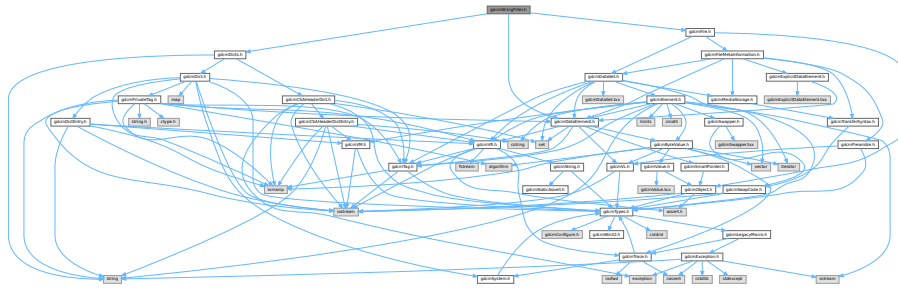 gdcmStringFilter.h
gdcmFile.h
gdcmDicts.h
gdcmFileMetaInformation.h
gdcmDict.h
gdcmDataSet.h
gdcmExplicitDataElement.h
gdcmPrivateTag.h
map
gdcmCSAHeaderDict.h
gdcmDataSet.txx
gdcmElement.h
gdcmMediaStorage.h
gdcmExplicitDataElement.txx
gdcmDictEntry.h
string.h
ctype.h
gdcmCSAHeaderDictEntry.h
gdcmDataElement.h
limits
cmath
gdcmSwapper.h
gdcmTransferSyntax.h
gdcmVM.h
gdcmVR.h
cstring
set
gdcmByteValue.h
gdcmSwapper.txx
gdcmPreamble.h
gdcmTag.h
fstream
algorithm
gdcmString.h
gdcmVL.h
gdcmValue.h
gdcmSmartPointer.h
vector
iterator
iomanip
gdcmStaticAssert.h
gdcmValue.txx
gdcmObject.h
gdcmSwapCode.h
iostream
gdcmTypes.h
assert.h
gdcmConfigure.h
gdcmWin32.h
cstdint
gdcmLegacyMacro.h
gdcmTrace.h
gdcmException.h
string
gdcmSystem.h
iosfwd
exception
cassert
cstdlib
stdexcept
sstream